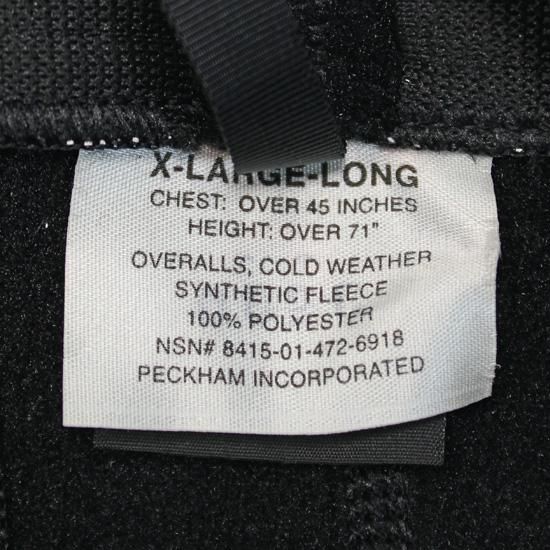 X-LARGE-LONG
CHEST: OVER 45 INCHES
HEIGHT: OVER 71"
OVERALLS, COLD WEATHER
SYNTHETIC FLEECE
100% POLYESTER
NSN# 8415-01-472-6918
PECKHAM INCORPORATED